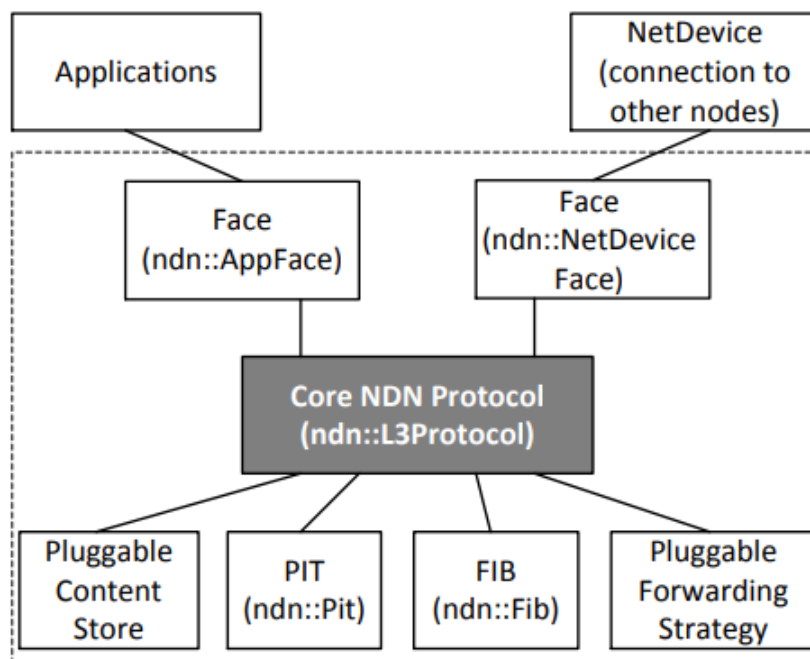 Applications
NetDevice
(connection to
other nodes)
Face
(ndn::AppFace)
Face
(ndn::NetDevice
Face)
Core NDN Protocol
(ndn::L3Protocol)
Pluggable
Content
Store
PIT
(ndn::Pit)
FIB
(ndn::Fib)
Pluggable
Forwarding
Strategy